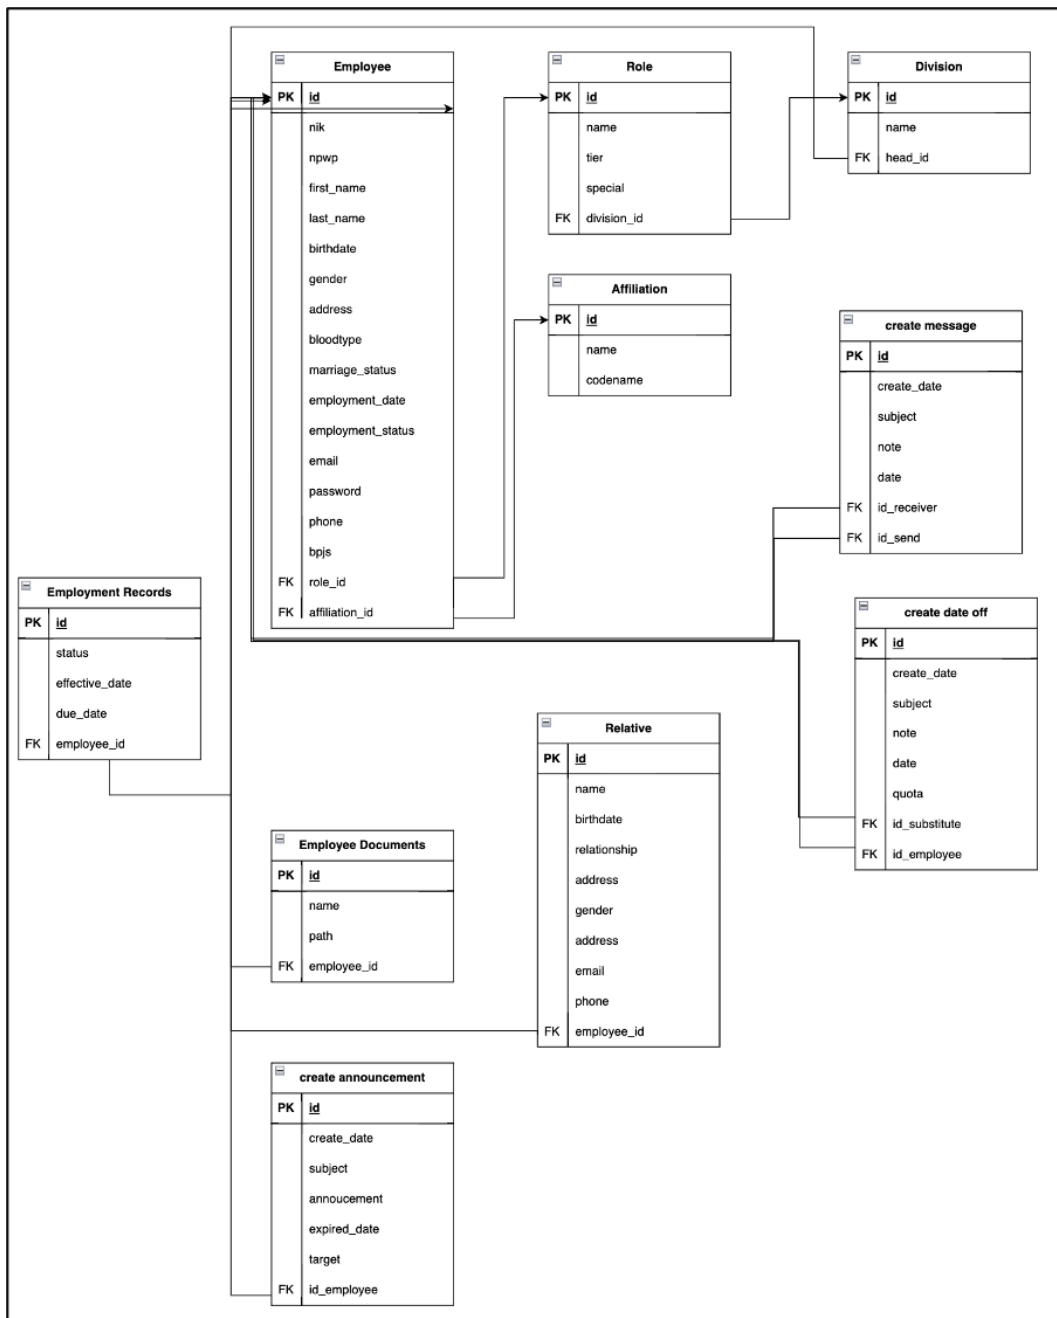 Employee
PK id
nik
npwp
first_name
last_name
birthdate
gender
address
bloodtype
marriage_status
employment_date
employment_status
email
password
phone
bpjs
FK role_id
FK affiliation_id
Role
PK id
name
tier
special
FK division_id
Division
PK id
name
FK head_id
Affiliation
PK id
name
codename
create message
PK id
create_date
subject
note
date
FK id_receiver
FK id_send
Employment Records
PK id
status
effective_date
due_date
FK employee_id
create date off
PK id
create_date
subject
note
date
quota
FK id_substitute
FK id_employee
Relative
PK id
name
birthdate
relationship
address
gender
address
email
phone
FK employee_id
Employee Documents
PK id
name
path
FK employee_id
create announcement
PK id
create_date
subject
annoucement
expired_date
target
FK id_employee